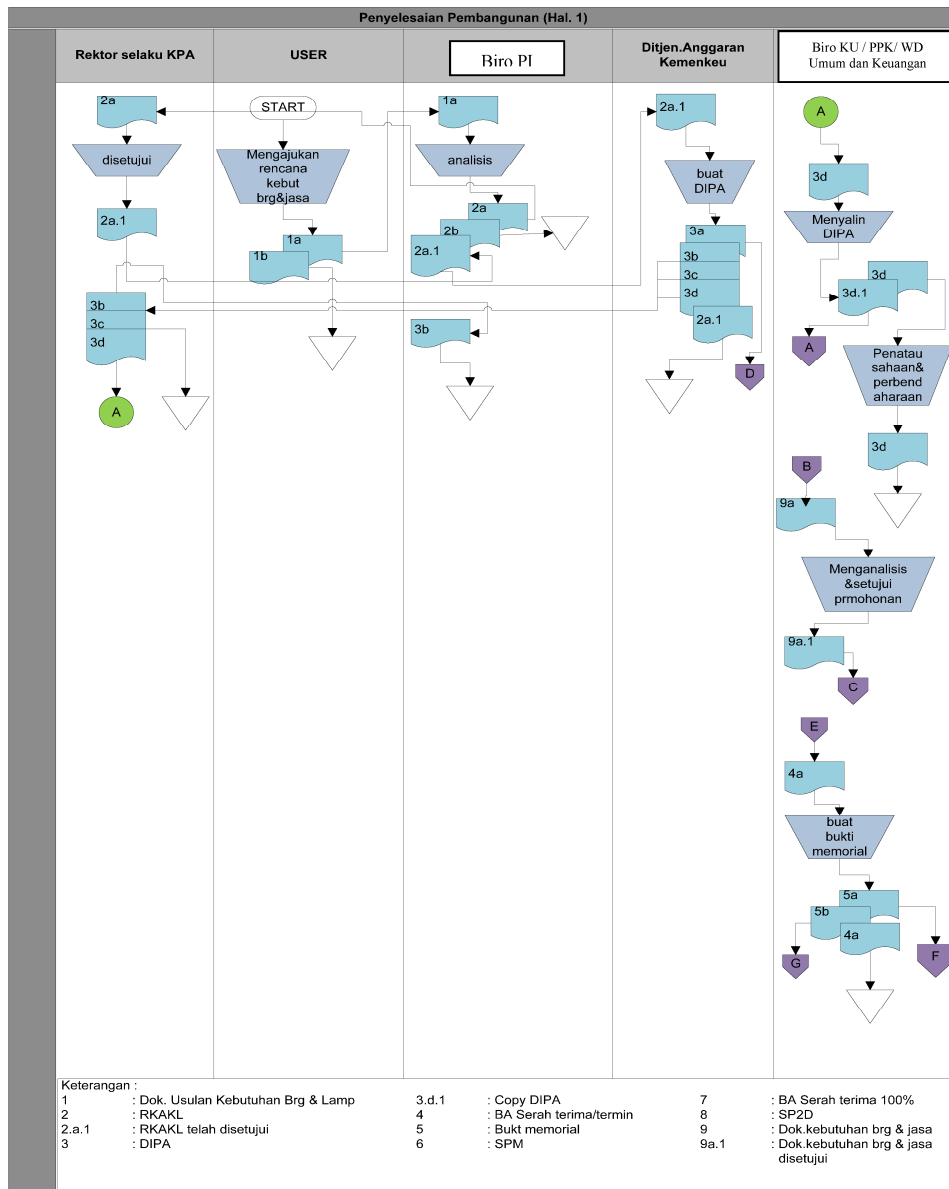 Penyelesaian Pembangunan (Hal. 1)
Rektor selaku KPA
USER
Biro PI
Ditjen.Anggaran
Kemenkeu
Biro KU / PPK/ WD
Umum dan Keuangan
2a
disetujui
2a.1
3b
3c
3d
A
START
Mengajukan
rencana
kebut
brg&jasa
1a
1b
1a
analisis
2a
2b
2a.1
3b
2a.1
buat
DIPA
3a
3b
3c
3d
2a.1
D
A
3d
Menyalin
DIPA
3d
3d.1
A
Penatau
sahaan&
perbend
aharaan
3d
B
9a
Menganalisis
&setujui
prmohonan
9a.1
C
E
4a
buat
bukti
memorial
5a
5b
4a
G
F
Keterangan :
1 : Dok. Usulan Kebutuhan Brg & Lamp
2 : RKAKL
2.a.1 : RKAKL telah disetujui
3 : DIPA
3.d.1 : Copy DIPA
4 : BA Serah terima/termin
5 : Bukt memorial
6 : SPM
7 : BA Serah terima 100%
8 : SP2D
9 : Dok.kebutuhan brg & jasa
9a.1 : Dok.kebutuhan brg & jasa
disetujui